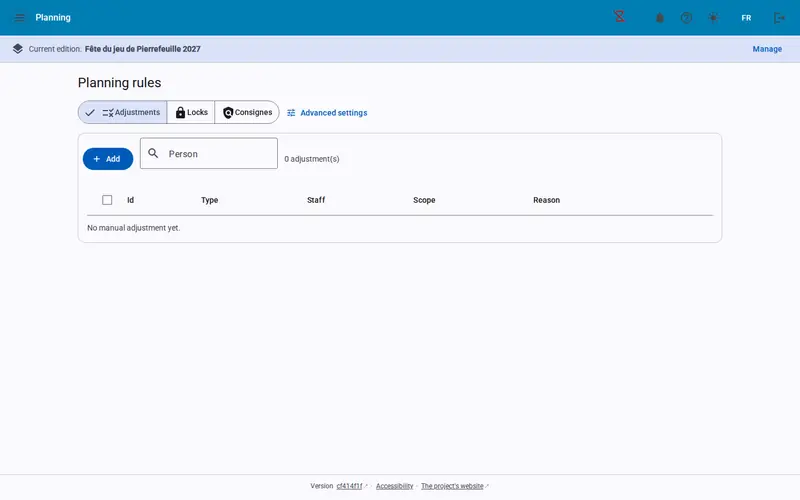 Planning
FR
Current edition: Fête du jeu de Pierrefeuille 2027
Manage
Planning rules
Adjustments
Locks
Consignes
Advanced settings
Add
Person
0 adjustment(s)
Id Type Staff Scope Reason
No manual adjustment yet.
Version cf414f1f · Accessibility · The project's website